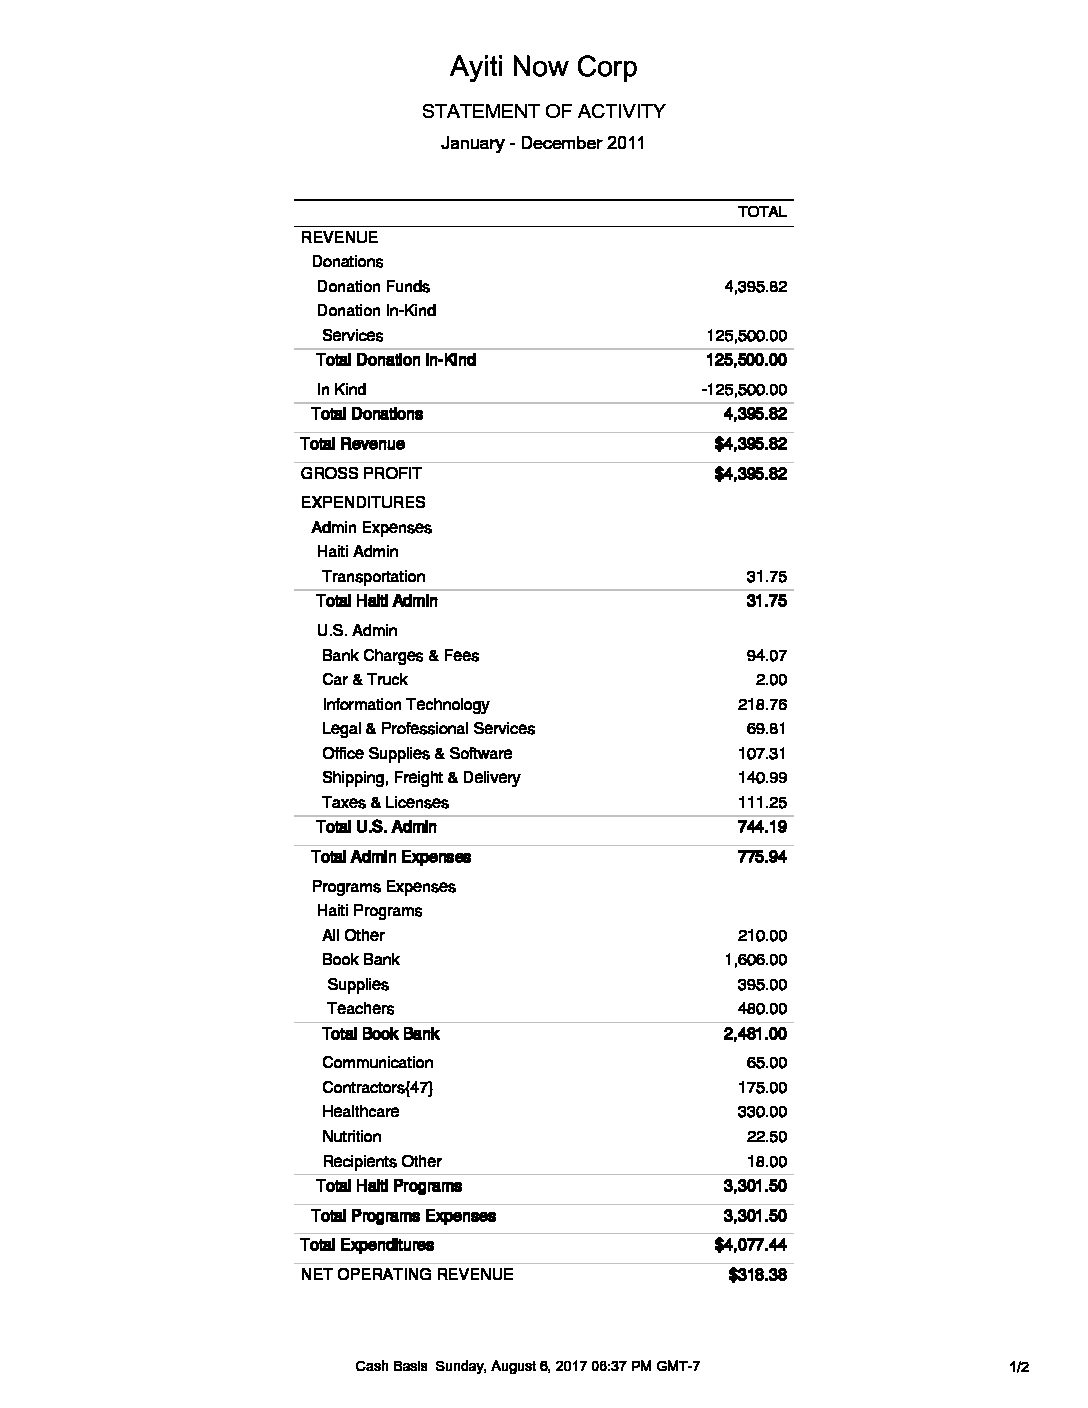 Ayiti Now Corp
STATEMENT OF ACTIVITY
January - December 2011
TOTAL
REVENUE
Donations
Donation Funds 4,395.82
Donation In-Kind
Services 125,500.00
Total Donation In-Kind 125,500.00
In Kind -125,500.00
Total Donations 4,395.82
Total Revenue $4,395.82
GROSS PROFIT $4,395.82
EXPENDITURES
Admin Expenses
Haiti Admin
Transportation 31.75
Total Haiti Admin 31.75
U.S. Admin
Bank Charges & Fees 94.07
Car & Truck 2.00
Information Technology 218.76
Legal & Professional Services 69.81
Office Supplies & Software 107.31
Shipping, Freight & Delivery 140.99
Taxes & Licenses 111.25
Total U.S. Admin 744.19
Total Admin Expenses 775.94
Programs Expenses
Haiti Programs
All Other 210.00
Book Bank 1,606.00
Supplies 395.00
Teachers 480.00
Total Book Bank 2,481.00
Communication 65.00
Contractors{47} 175.00
Healthcare 330.00
Nutrition 22.50
Recipients Other 18.00
Total Haiti Programs 3,301.50
Total Programs Expenses 3,301.50
Total Expenditures $4,077.44
NET OPERATING REVENUE $318.38
Cash Basis Sunday, August 6, 2017 06:37 PM GMT-7 1/2